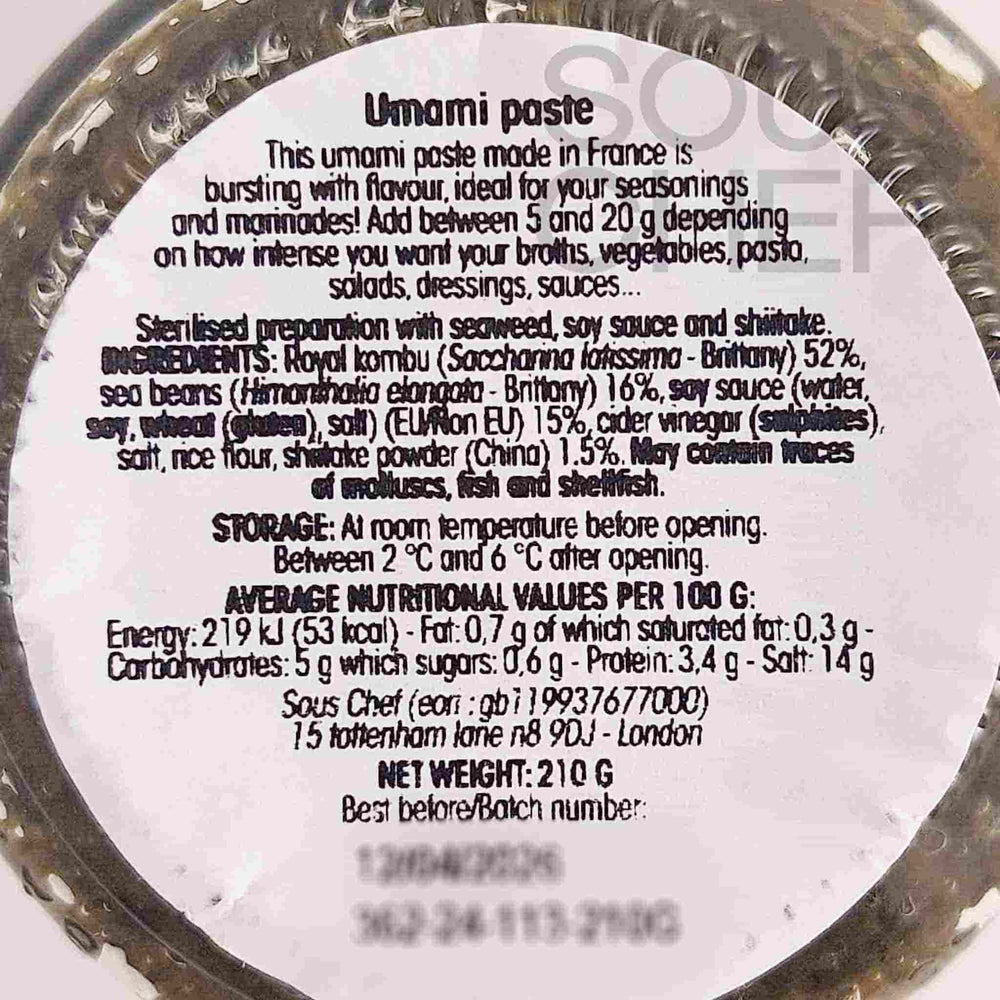 SOUS
CHEF
Umami paste
This umami paste made in France is
bursting with flavour, ideal for your seasonings
and marinades! Add between 5 and 20 g depending
on how intense you want your broths, vegetables, pasta,
salads, dressings, sauces...
Sterilised preparation with seaweed, soy sauce and shiitake.
INGREDIENTS: Royal kombu (Saccharina latissima - Brittany) 52%,
sea beans (Himanthalia elongata - Brittany) 16%, soy sauce (water,
soy, wheat (gluten), salt) (EU/Non EU) 15%, cider vinegar (sulphites),
salt, rice flour, shiitake powder (China) 1.5%. May contain traces
of molluscs, fish and shellfish.
STORAGE: At room temperature before opening.
Between 2 °C and 6 °C after opening.
AVERAGE NUTRITIONAL VALUES PER 100 G:
Energy: 219 kJ (53 kcal) - Fat: 0,7 g of which saturated fat: 0,3 g -
Carbohydrates: 5 g which sugars: 0,6 g - Protein: 3,4 g - Salt: 14 g
Sous Chef (eori : gb119937677000)
15 tottenham lane n8 9DJ - London
NET WEIGHT: 210 G
Best before/Batch number:
362-24-113-210G